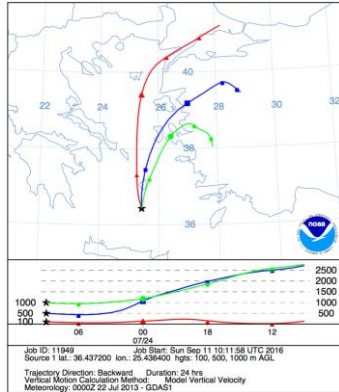 40
22
24
26
28
30
32
38
36
noaa
2500
2000
1500
1000 1000
500 500
100
06 00 18 12
07/24
Job ID: 11949 Job Start: Sun Sep 11 10:11:58 UTC 2016
Source 1 lat.: 36.437200 lon.: 25.436400 hgts: 100, 500, 1000 m AGL
Trajectory Direction: Backward Duration: 24 hrs
Vertical Motion Calculation Method: Model Vertical Velocity
Meteorology: 0000Z 22 Jul 2013 - GDAS1